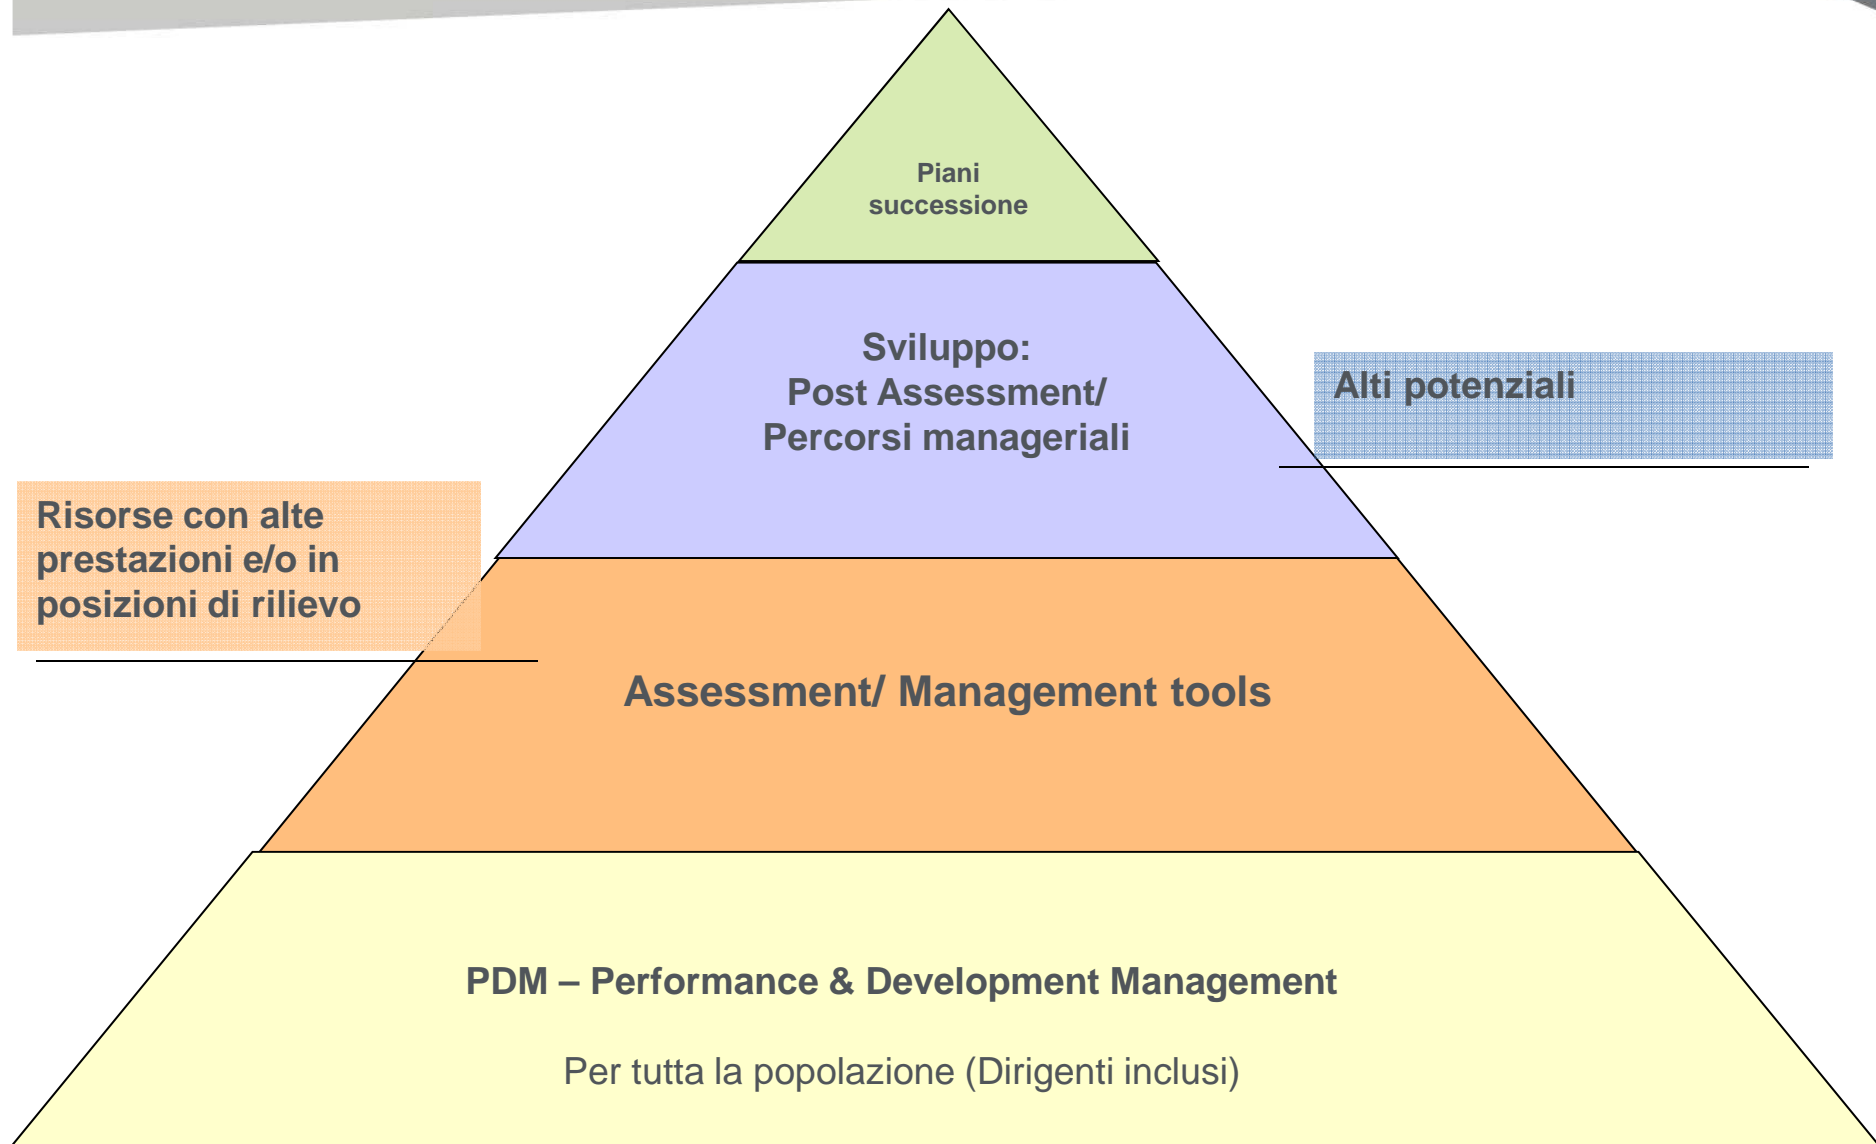 Piani
successione
Sviluppo:
Post Assessment/
Percorsi manageriali
Alti potenziali
Risorse con alte
prestazioni e/o in
posizioni di rilievo
Assessment/ Management tools
PDM – Performance & Development Management
Per tutta la popolazione (Dirigenti inclusi)